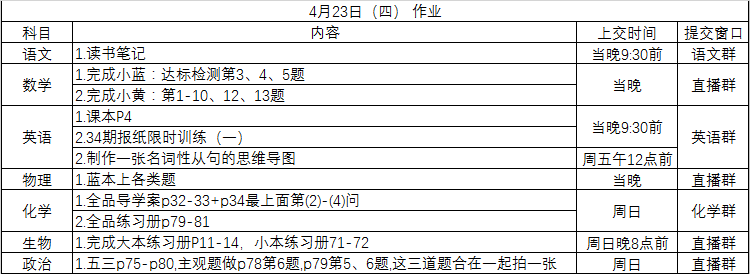 4月23日（四） 作业
科目 内容 上交时间 提交窗口
语文 1.读书笔记 当晚9:30前 语文群
数学 1.完成小蓝：达标检测第3、4、5题 当晚 直播群
2.完成小黄：第1-10、12、13题
英语 1.课本P4 当晚9:30前 英语群
2.34期报纸限时训练（一）
2.制作一张名词性从句的思维导图 周五午12点前
物理 1.蓝本上各类题 当晚 直播群
化学 1.全品导学案p32-33+p34最上面第(2)-(4)问 周日 化学群
2.全品练习册p79-81
生物 1.完成大本练习册P11-14，小本练习册71-72 周日晚8点前 直播群
政治 1.五三p75-p80,主观题做p78第6题,p79第5、6题,这三道题合在一起拍一张 周日 直播群